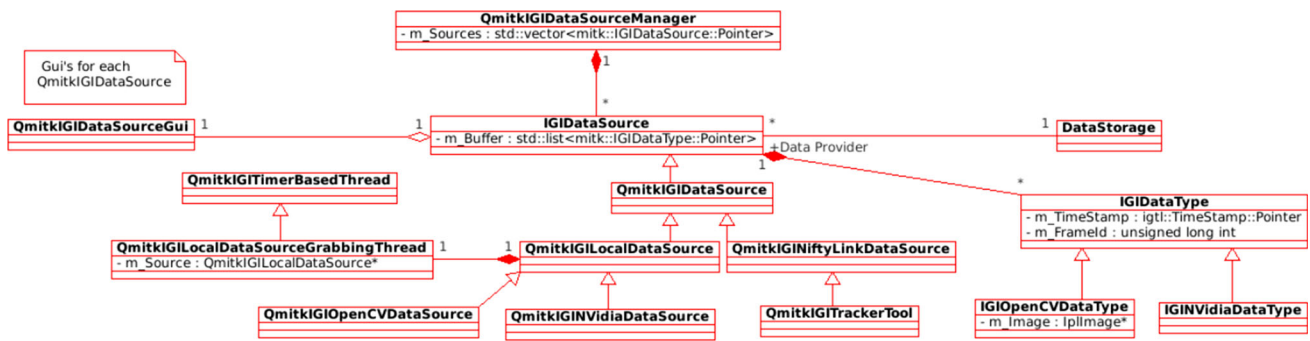 QmitkIGIDataSourceManager
- m_Sources : std::vector<mitk::IGIDataSource::Pointer>
Gui's for each
QmitkIGIDataSource
1
*
QmitkIGIDataSourceGui
1
1
IGIDataSource
- m_Buffer : std::list<mitk::IGIDataType::Pointer>
*
1
DataStorage
+Data Provider
1
*
QmitkIGITimerBasedThread
QmitkIGIDataSource
IGIDataType
- m_TimeStamp : igtl::TimeStamp::Pointer
- m_FrameId : unsigned long int
QmitkIGILocalDataSourceGrabbingThread
- m_Source : QmitkIGILocalDataSource*
1
1
QmitkIGILocalDataSource
QmitkIGINiftyLinkDataSource
QmitkIGIOpenCVDataSource
QmitkIGINVidiaDataSource
QmitkIGITrackerTool
IGIOpenCVDataType
- m_Image : IplImage*
IGINVidiaDataType